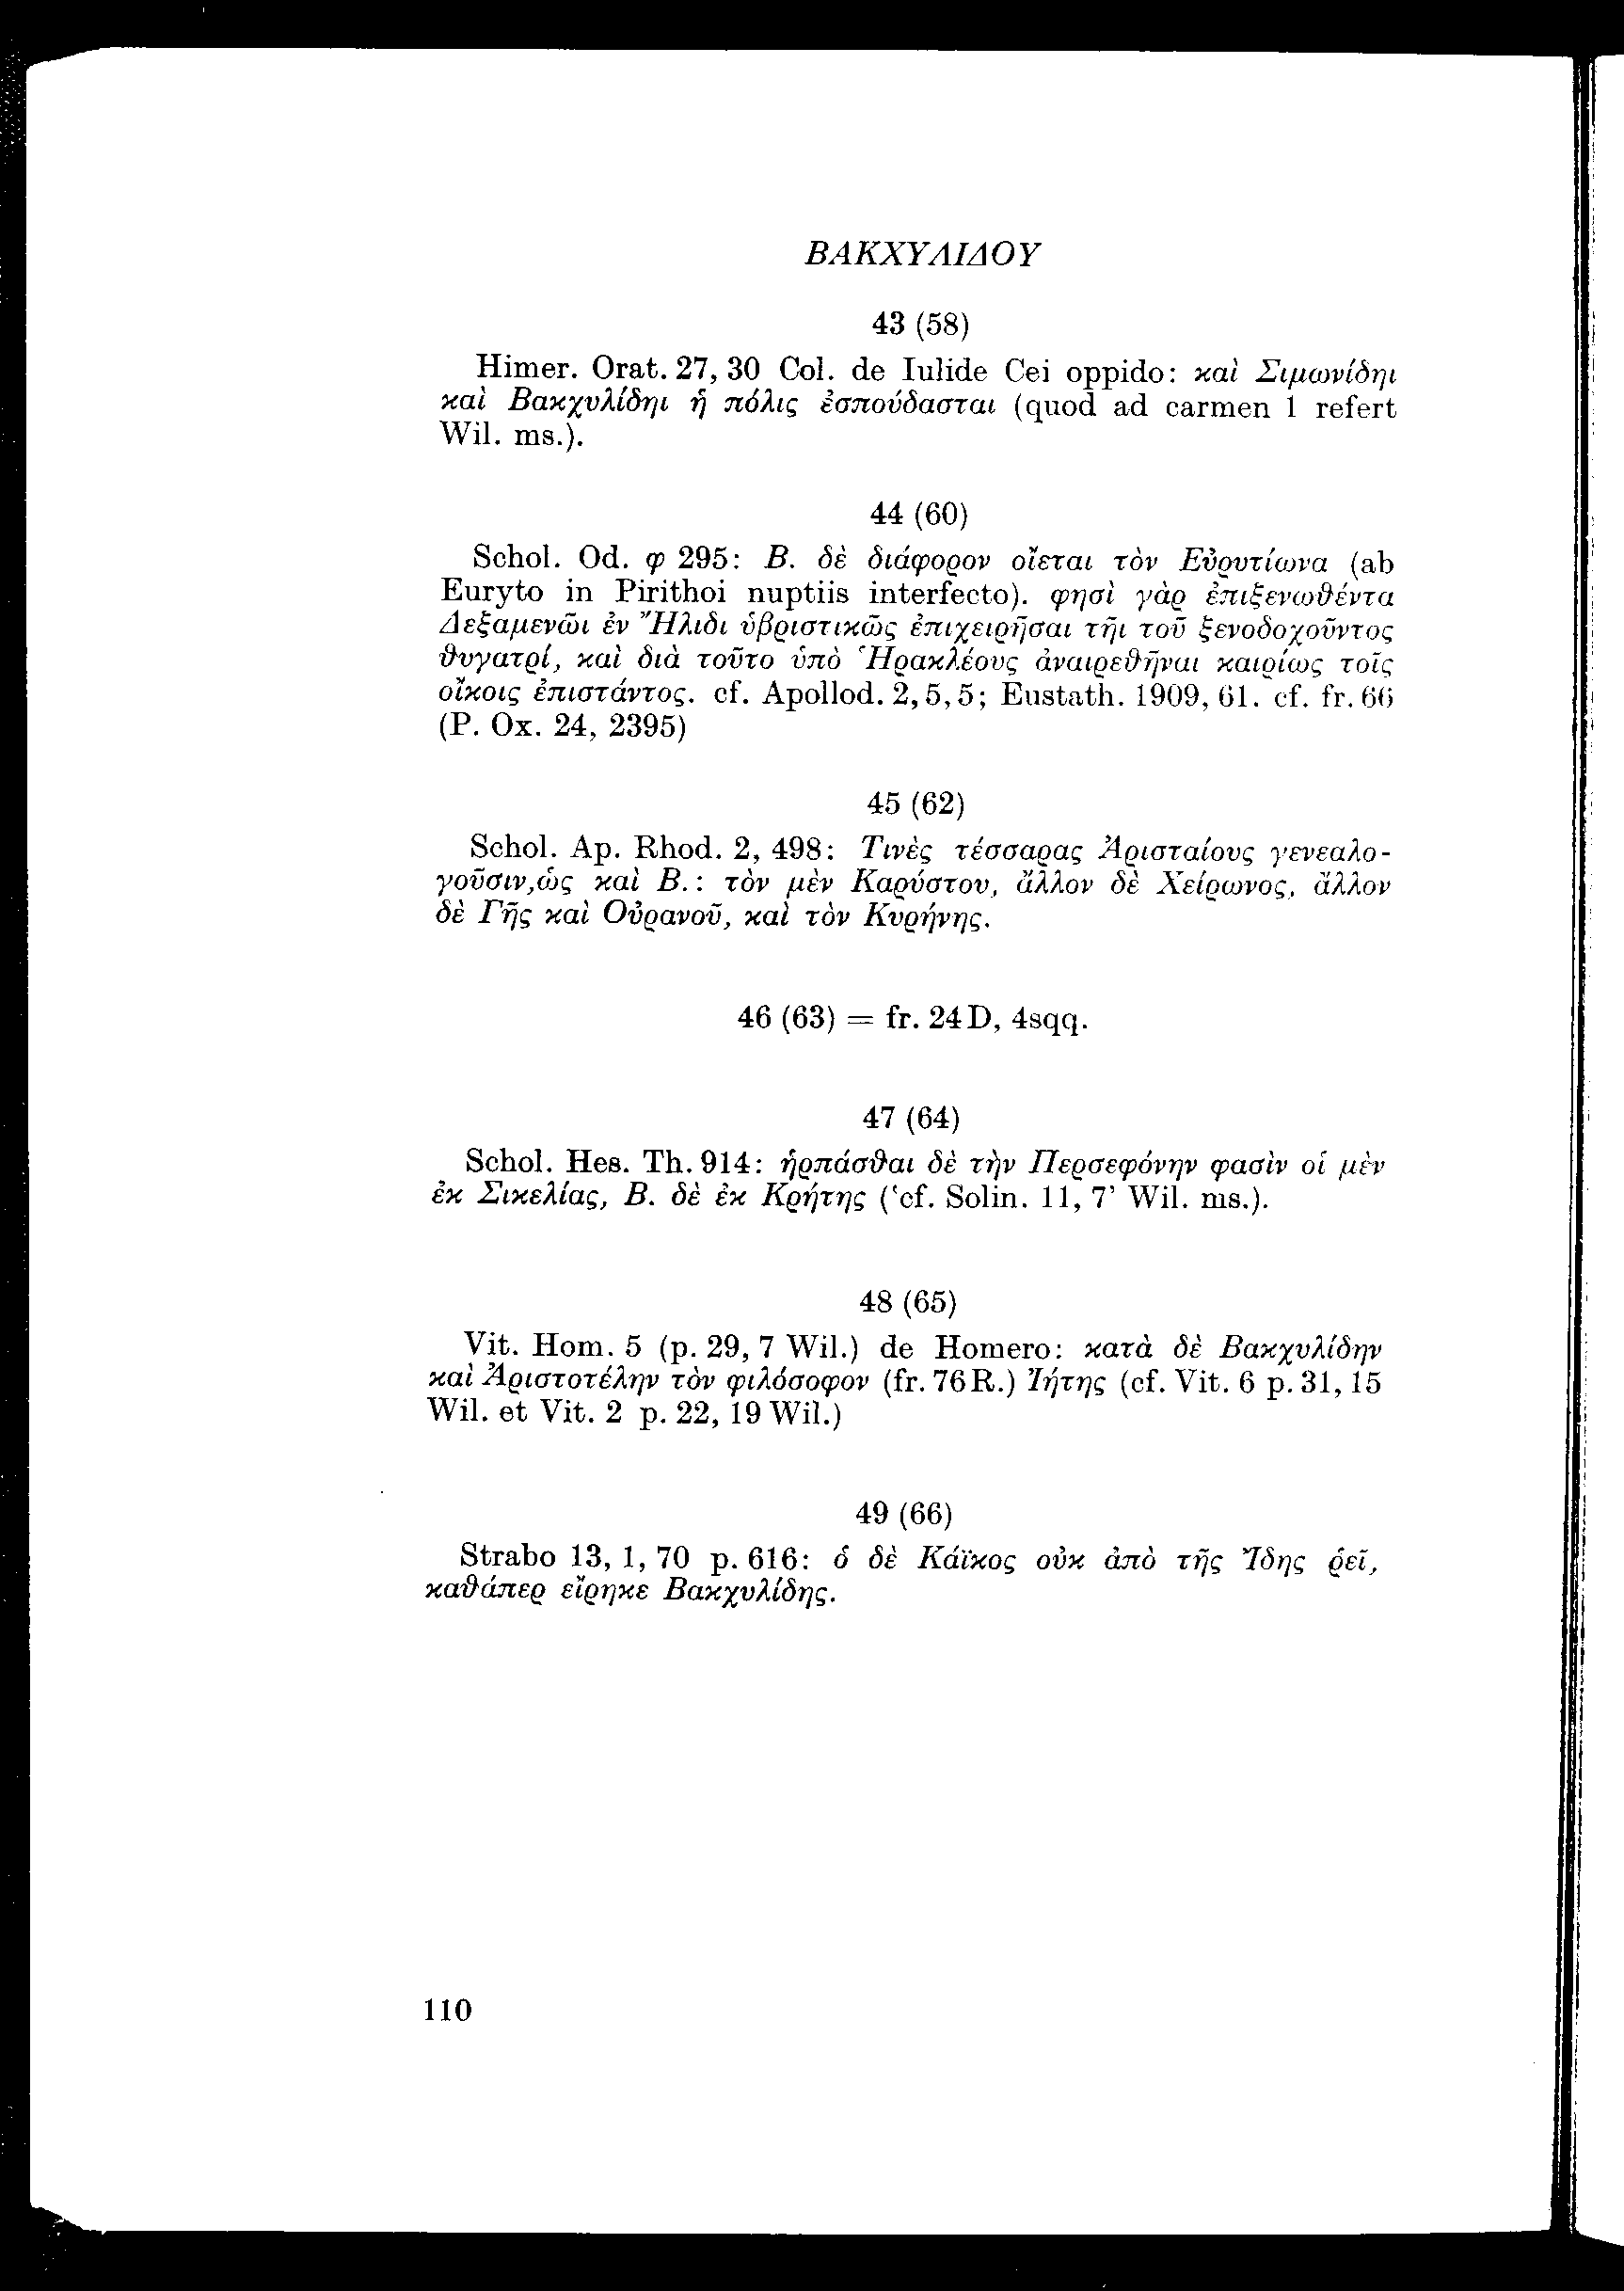 ΒΑΚΧΥΛΙΔΟΥ
43 (58)
Himer. Orat. 27, 30 Col. de Iulide Cei oppido: καὶ Σιμωνίδηι
καὶ Βακχυλίδηι ἡ πόλις ἐσπούδασται (quod ad carmen 1 refert
Wil. ms.).
44 (60)
Schol. Od. φ 295: Β. δὲ διάφορον οἴεται τὸν Εὐρυτίωνα (ab
Euryto in Pirithoi nuptiis interfecto). φησὶ γὰρ ἐπιξενωθέντα
Δεξαμενῶι ἐν Ἤλιδι ὑβριστικῶς ἐπιχειρῆσαι τῆι τοῦ ξενοδοχοῦντος
θυγατρί, καὶ διὰ τοῦτο ὑπὸ Ἡρακλέους ἀναιρεθῆναι καιρίως τοῖς
οἴκοις ἐπιστάντος. cf. Apollod. 2, 5, 5; Eustath. 1909, 61. cf. fr. 66
(P. Ox. 24, 2395)
45 (62)
Schol. Ap. Rhod. 2, 498: Τινὲς τέσσαρας Ἀρισταίους γενεαλο-
γοῦσιν,ὡς καὶ Β.: τὸν μὲν Καρύστου, ἄλλον δὲ Χείρωνος, ἄλλον
δὲ Γῆς καὶ Οὐρανοῦ, καὶ τὸν Κυρήνης.
46 (63) = fr. 24 D, 4sqq.
47 (64)
Schol. Hes. Th. 914: ἡρπάσθαι δὲ τὴν Περσεφόνην φασὶν οἱ μὲν
ἐκ Σικελίας, Β. δὲ ἐκ Κρήτης (‘cf. Solin. 11, 7’ Wil. ms.).
48 (65)
Vit. Hom. 5 (p. 29, 7 Wil.) de Homero: κατὰ δὲ Βακχυλίδην
καὶ Ἀριστοτέλην τὸν φιλόσοφον (fr. 76 R.) Ἰήτης (cf. Vit. 6 p. 31, 15
Wil. et Vit. 2 p. 22, 19 Wil.)
49 (66)
Strabo 13, 1, 70 p. 616: ὁ δὲ Κάϊκος οὐκ ἀπὸ τῆς Ἴδης ῥεῖ,
καθάπερ εἴρηκε Βακχυλίδης.
110